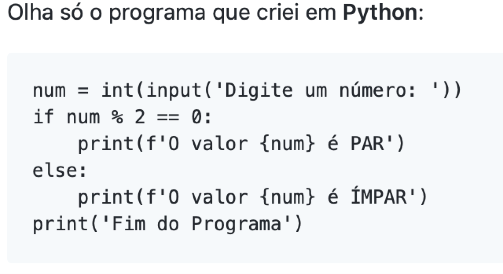 Olha só o programa que criei em Python:
num = int(input('Digite um número: '))
if num % 2 == 0:
    print(f'O valor {num} é PAR')
else:
    print(f'O valor {num} é ÍMPAR')
print('Fim do Programa')